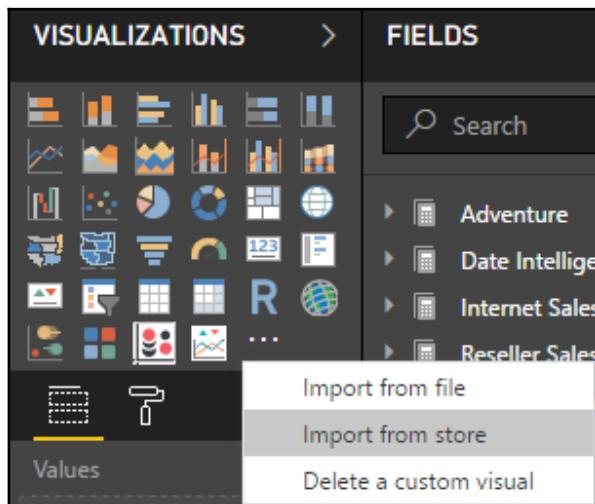 VISUALIZATIONS
FIELDS
Search
123
R
Adventure
Date Intellige
Internet Sales
Reseller Sales
Import from file
Import from store
Delete a custom visual
Values